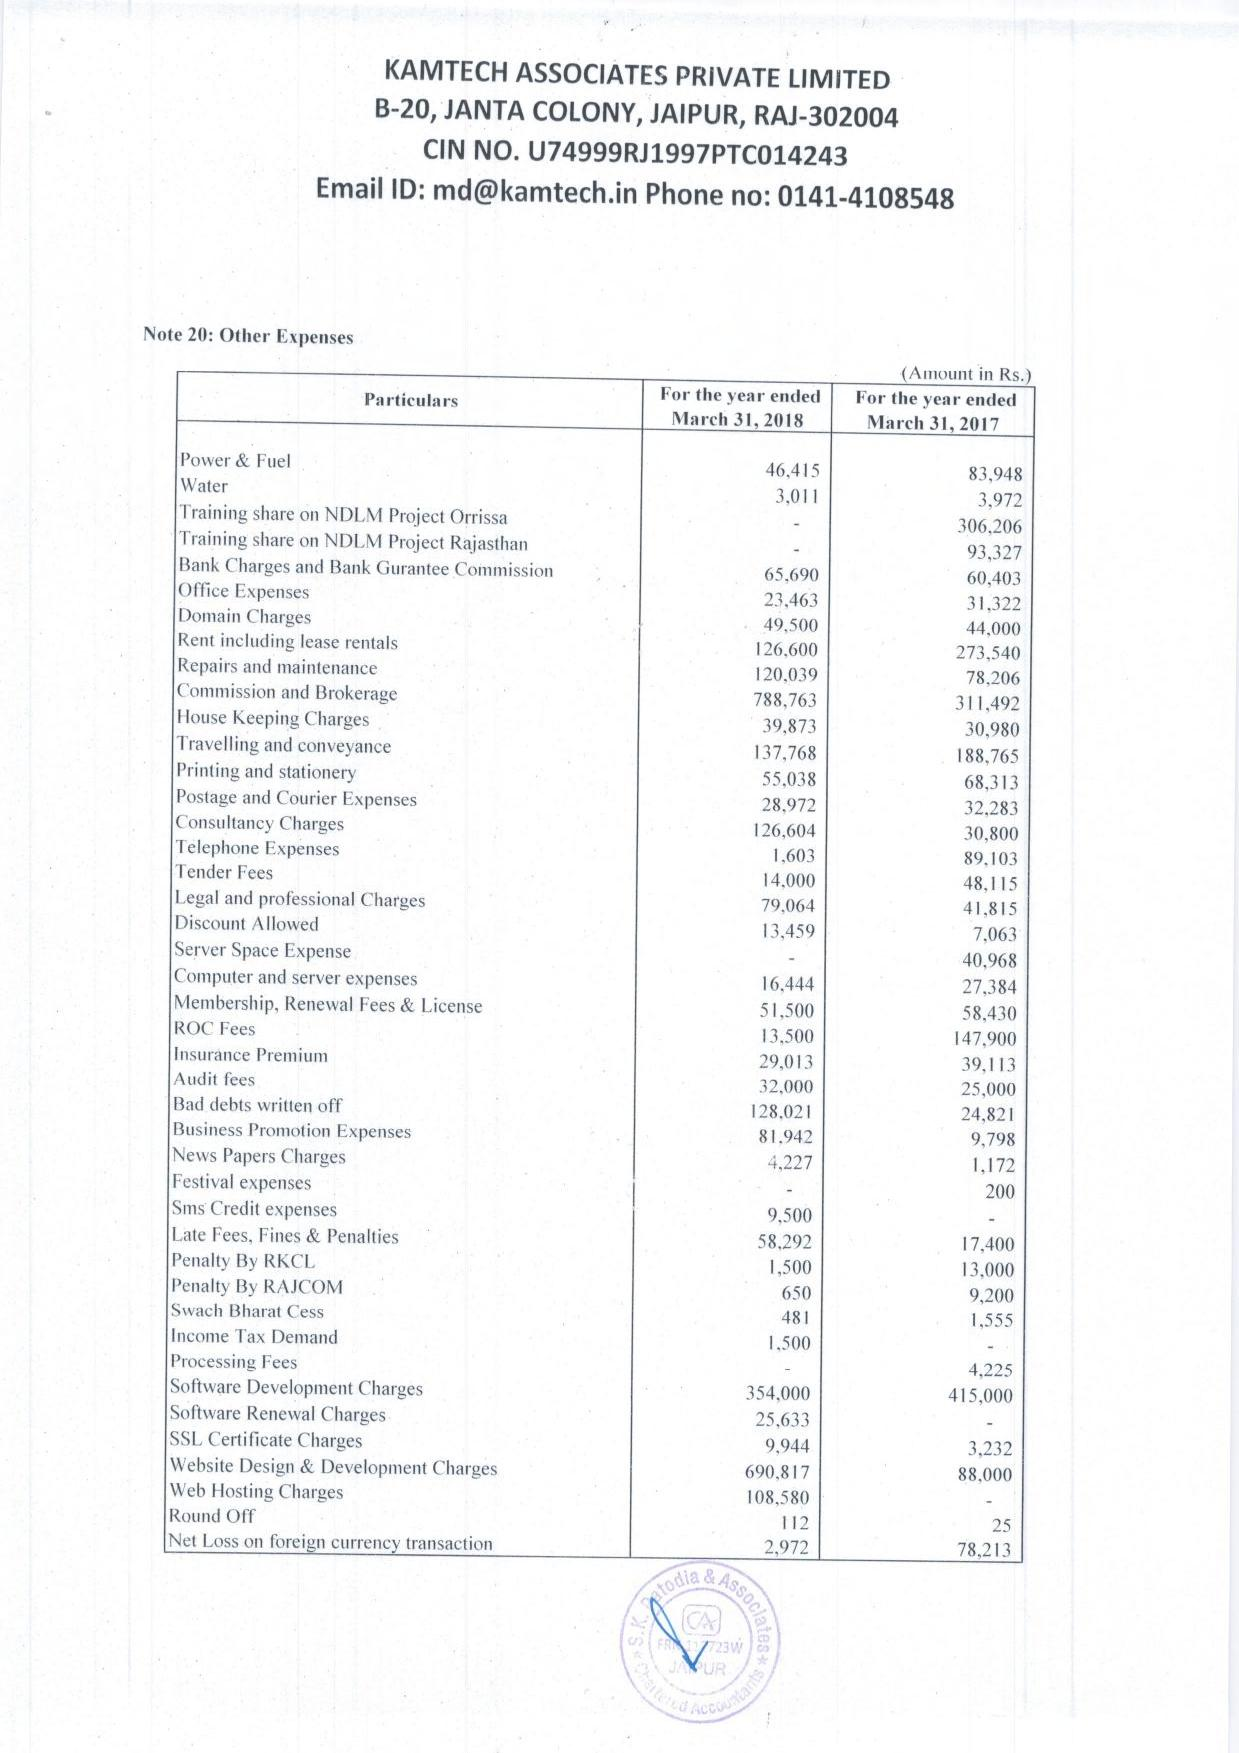 KAMTECH ASSOCIATES PRIVATE LIMITED
B-20, JANTA COLONY, JAIPUR, RAJ-302004
CIN NO. U74999RJ1997PTC014243
Email ID: md@kamtech.in Phone no: 0141-4108548
Note 20: Other Expenses
(Amount in Rs.)
Particulars For the year ended March 31, 2018 For the year ended March 31, 2017
Power & Fuel 46,415 83,948
Water 3,011 3,972
Training share on NDLM Project Orrissa - 306,206
Training share on NDLM Project Rajasthan - 93,327
Bank Charges and Bank Gurantee Commission 65,690 60,403
Office Expenses 23,463 31,322
Domain Charges 49,500 44,000
Rent including lease rentals 126,600 273,540
Repairs and maintenance 120,039 78,206
Commission and Brokerage 788,763 311,492
House Keeping Charges 39,873 30,980
Travelling and conveyance 137,768 188,765
Printing and stationery 55,038 68,313
Postage and Courier Expenses 28,972 32,283
Consultancy Charges 126,604 30,800
Telephone Expenses 1,603 89,103
Tender Fees 14,000 48,115
Legal and professional Charges 79,064 41,815
Discount Allowed 13,459 7,063
Server Space Expense - 40,968
Computer and server expenses 16,444 27,384
Membership, Renewal Fees & License 51,500 58,430
ROC Fees 13,500 147,900
Insurance Premium 29,013 39,113
Audit fees 32,000 25,000
Bad debts written off 128,021 24,821
Business Promotion Expenses 81,942 9,798
News Papers Charges 4,227 1,172
Festival expenses - 200
Sms Credit expenses 9,500 -
Late Fees, Fines & Penalties 58,292 17,400
Penalty By RKCL 1,500 13,000
Penalty By RAJCOM 650 9,200
Swach Bharat Cess 481 1,555
Income Tax Demand 1,500 -
Processing Fees - 4,225
Software Development Charges 354,000 415,000
Software Renewal Charges 25,633 -
SSL Certificate Charges 9,944 3,232
Website Design & Development Charges 690,817 88,000
Web Hosting Charges 108,580 -
Round Off 112 25
Net Loss on foreign currency transaction 2,972 78,213
S.K. & Associates
CA
JAIPUR
Chartered Accountants